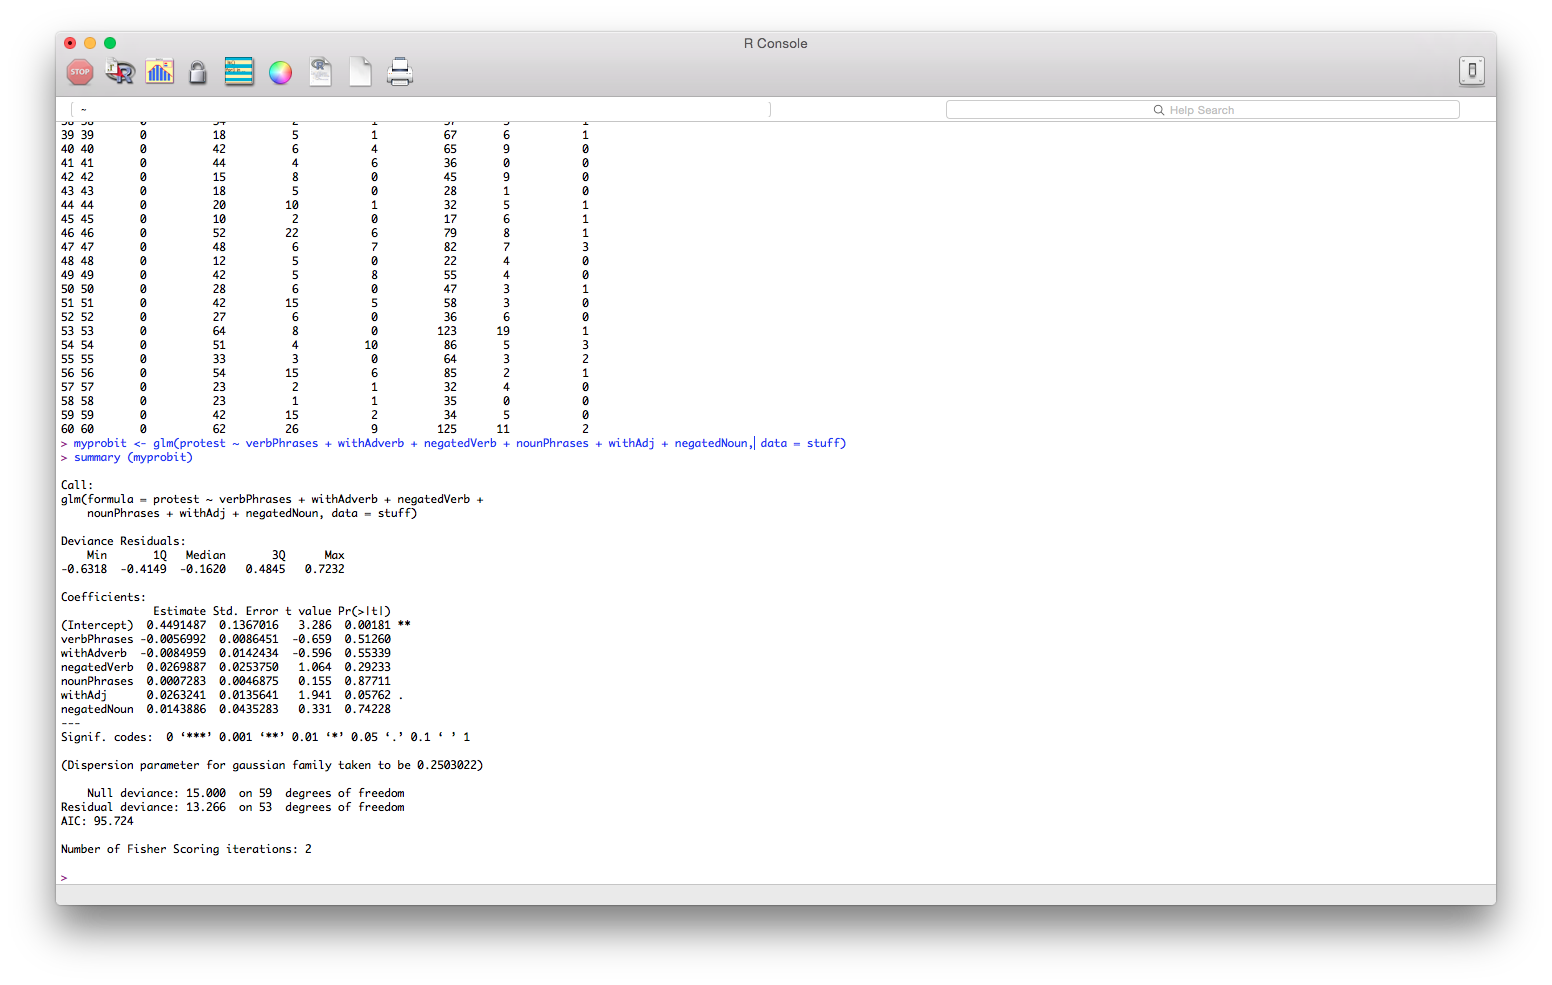 R Console
STOP
~
Help Search
39 39 0 18 5 1 67 6 1
40 40 0 42 6 4 65 9 0
41 41 0 44 4 6 36 0 0
42 42 0 15 8 0 45 9 0
43 43 0 18 5 0 28 1 0
44 44 0 20 10 1 32 5 1
45 45 0 10 2 0 17 6 1
46 46 0 52 22 6 79 8 1
47 47 0 48 6 7 82 7 3
48 48 0 12 5 0 22 4 0
49 49 0 42 5 8 55 4 0
50 50 0 28 6 0 47 3 1
51 51 0 42 15 5 58 3 0
52 52 0 27 6 0 36 6 0
53 53 0 64 8 0 123 19 1
54 54 0 51 4 10 86 5 3
55 55 0 33 3 0 64 3 2
56 56 0 54 15 6 85 2 1
57 57 0 23 2 1 32 4 0
58 58 0 23 1 1 35 0 0
59 59 0 42 15 2 34 5 0
60 60 0 62 26 9 125 11 2
> myprobit <- glm(protest ~ verbPhrases + withAdverb + negatedVerb + nounPhrases + withAdj + negatedNoun, data = stuff)
> summary (myprobit)
Call:
glm(formula = protest ~ verbPhrases + withAdverb + negatedVerb +
nounPhrases + withAdj + negatedNoun, data = stuff)
Deviance Residuals:
Min 1Q Median 3Q Max
-0.6318 -0.4149 -0.1620 0.4845 0.7232
Coefficients:
Estimate Std. Error t value Pr(>|t|)
(Intercept) 0.4491487 0.1367016 3.286 0.00181 **
verbPhrases -0.0056992 0.0086451 -0.659 0.51260
withAdverb -0.0084959 0.0142434 -0.596 0.55339
negatedVerb 0.0269887 0.0253750 1.064 0.29233
nounPhrases 0.0007283 0.0046875 0.155 0.87711
withAdj 0.0263241 0.0135641 1.941 0.05762 .
negatedNoun 0.0143886 0.0435283 0.331 0.74228
---
Signif. codes: 0 ‘***’ 0.001 ‘**’ 0.01 ‘*’ 0.05 ‘.’ 0.1 ‘ ’ 1
(Dispersion parameter for gaussian family taken to be 0.2503022)
Null deviance: 15.000 on 59 degrees of freedom
Residual deviance: 13.266 on 53 degrees of freedom
AIC: 95.724
Number of Fisher Scoring iterations: 2
>